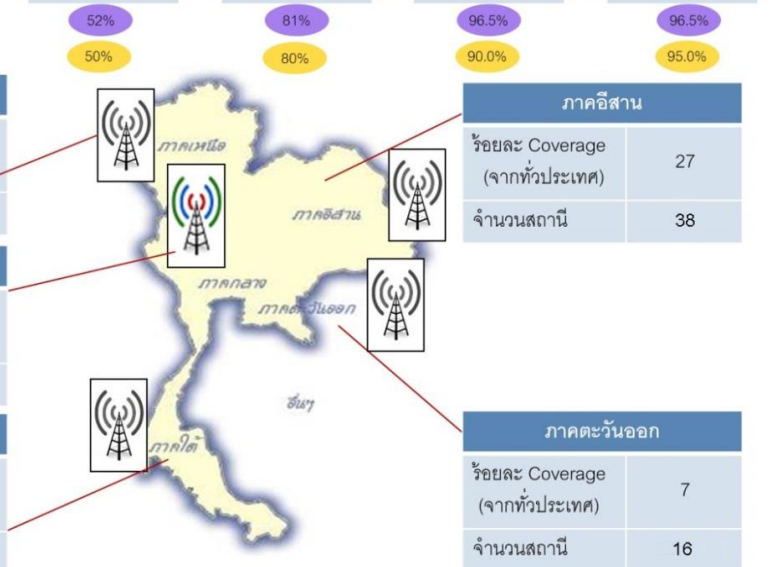 52% 81% 96.5% 96.5%
50% 80% 90.0% 95.0%
ภาคอีสาน
ร้อยละ Coverage
(จากทั่วประเทศ)
27
จำนวนสถานี 38
ภาคเหนือ
ภาคอีสาน
ภาคกลาง
ภาคตะวันออก
อื่นๆ
ภาคใต้
ภาคตะวันออก
ร้อยละ Coverage
(จากทั่วประเทศ)
7
จำนวนสถานี 16